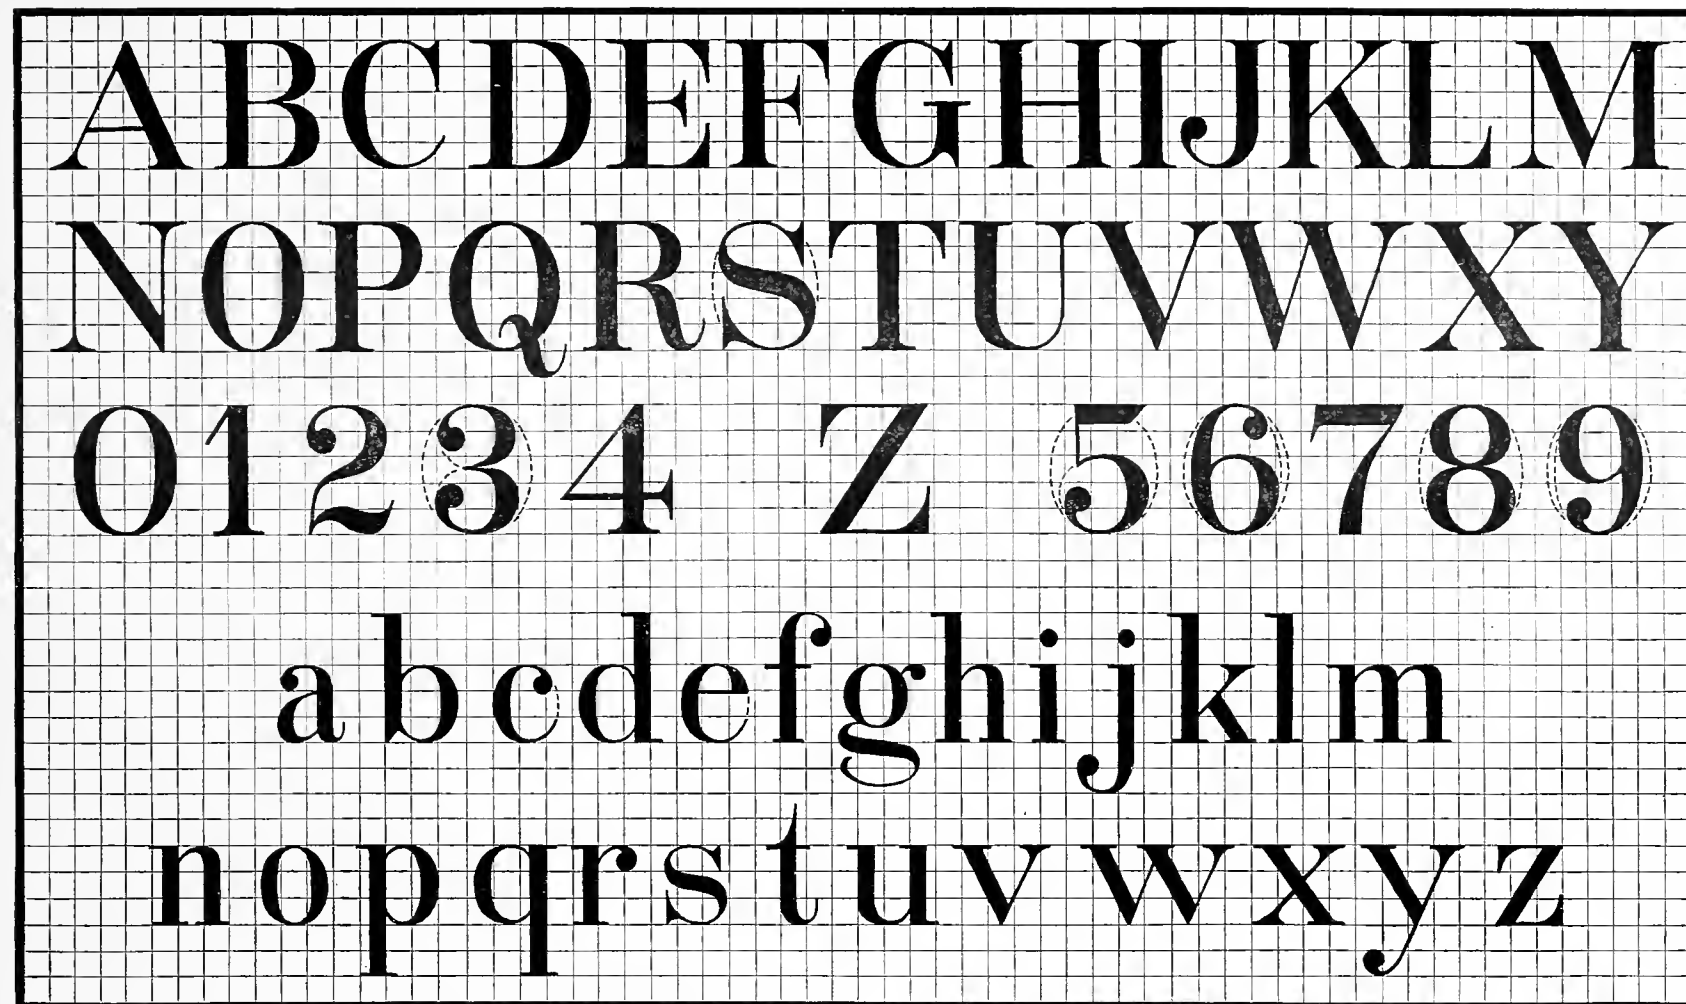 ABCDEFGHIJKLM
NOPQRSTUVWXY
01234 Z 56789
abcdefghijklm
nopqrstuvwxyz